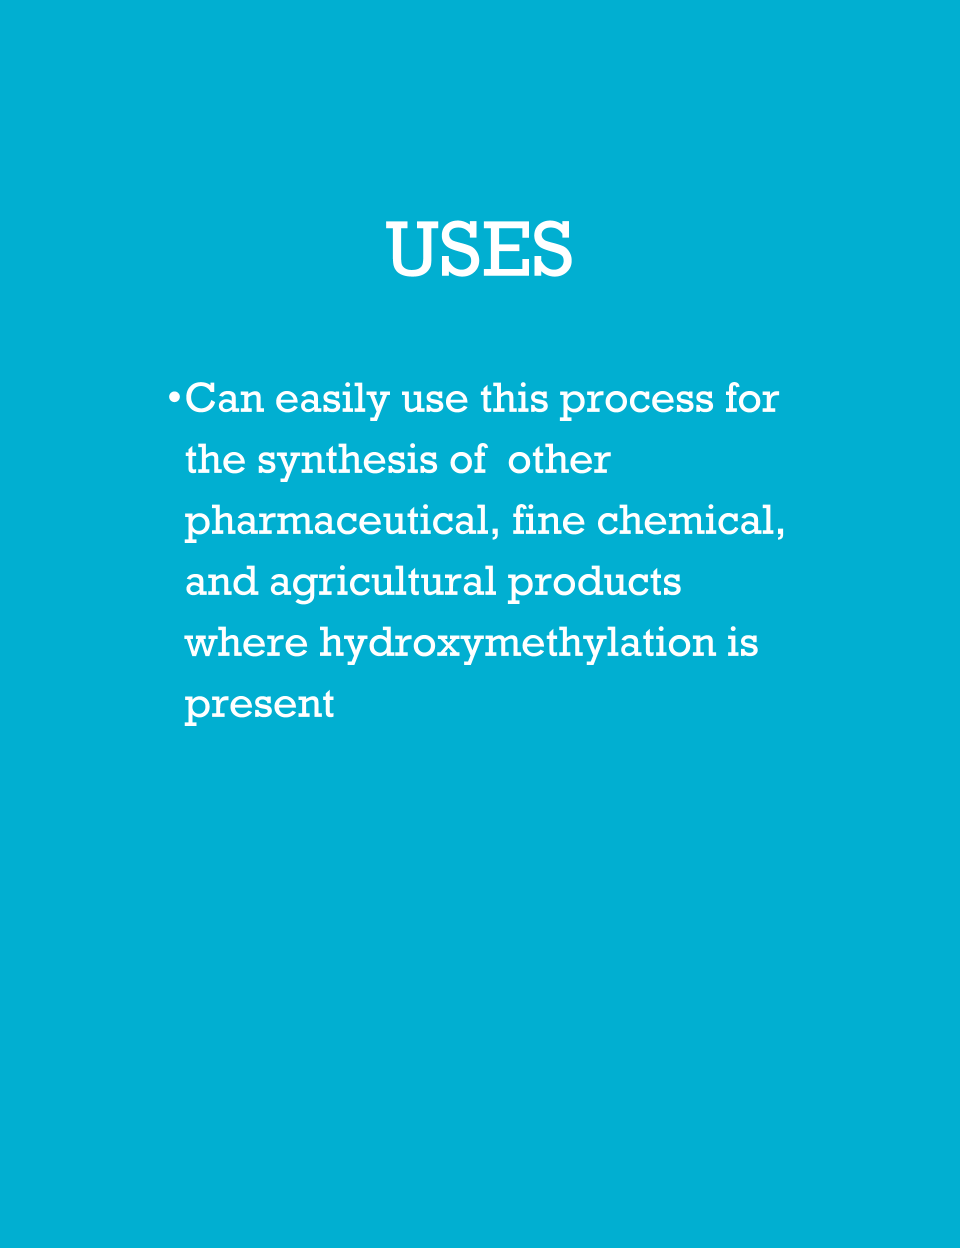 USES
•Can easily use this process for
the synthesis of  other
pharmaceutical, fine chemical,
and agricultural products
where hydroxymethylation is
present